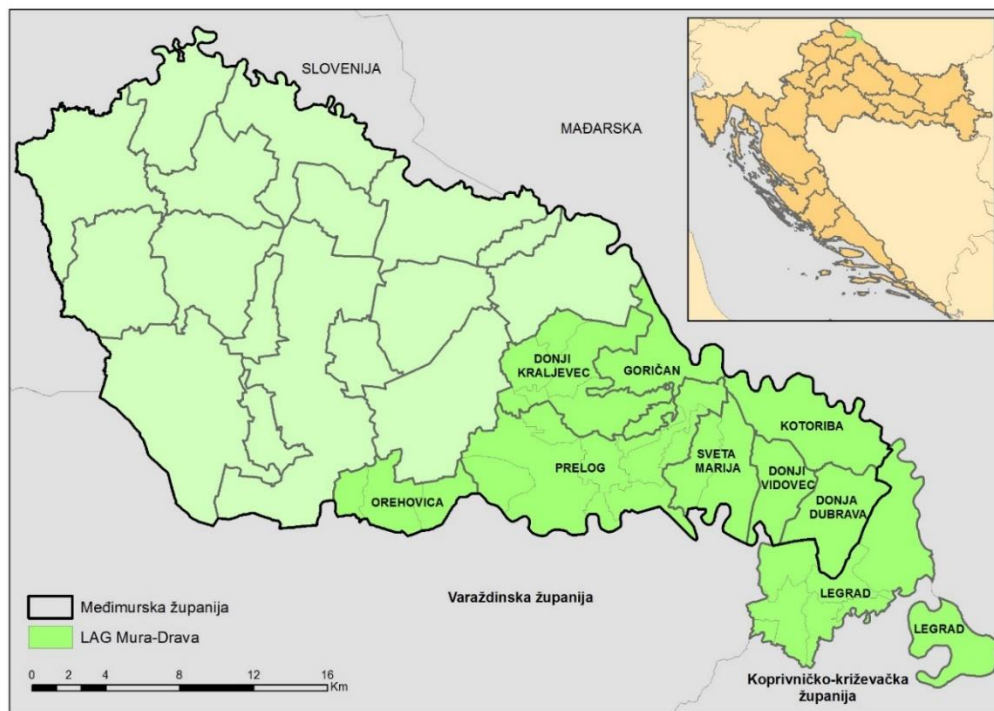 SLOVENIJA
MAĐARSKA
DONJI
KRALJEVEC
GORIČAN
KOTORIBA
SVETA
MARIJA
PRELOG
DONJI
VIDOVEC
OREHOVICA
DONJA
DUBRAVA
Varaždinska županija
LEGRAD
LEGRAD
Koprivničko-križevačka
županija
Međimurska županija
LAG Mura-Drava
0 2 4 8 12 16
Km